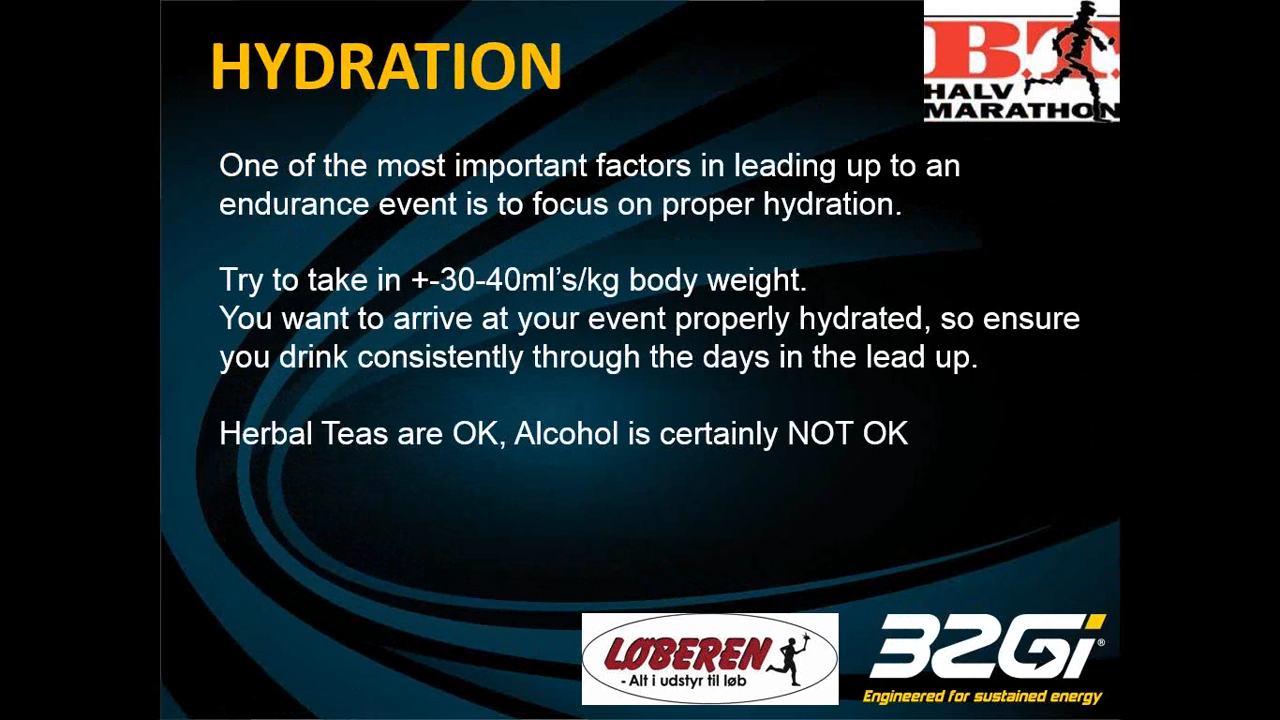 HYDRATION
B.T.
HALV
MARATHON
One of the most important factors in leading up to an
endurance event is to focus on proper hydration.
Try to take in +-30-40ml’s/kg body weight.
You want to arrive at your event properly hydrated, so ensure
you drink consistently through the days in the lead up.
Herbal Teas are OK, Alcohol is certainly NOT OK
LØBEREN
- Alt i udstyr til løb
32Gi®
Engineered for sustained energy